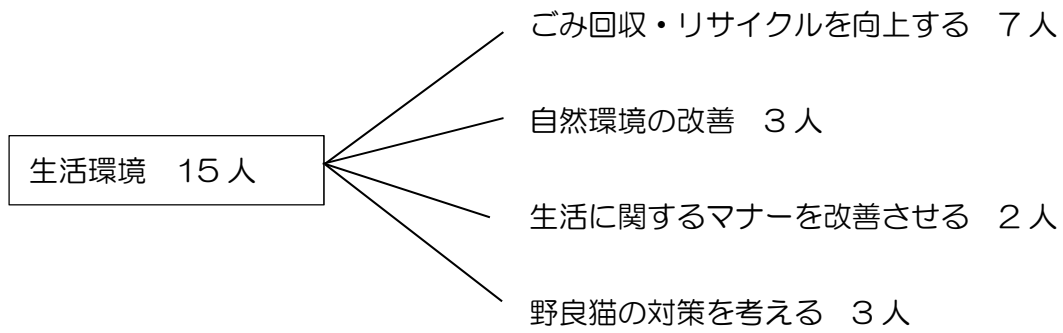 ごみ回収・リサイクルを向上する　7人
自然環境の改善　3人
生活環境　15人
生活に関するマナーを改善させる　2人
野良猫の対策を考える　3人